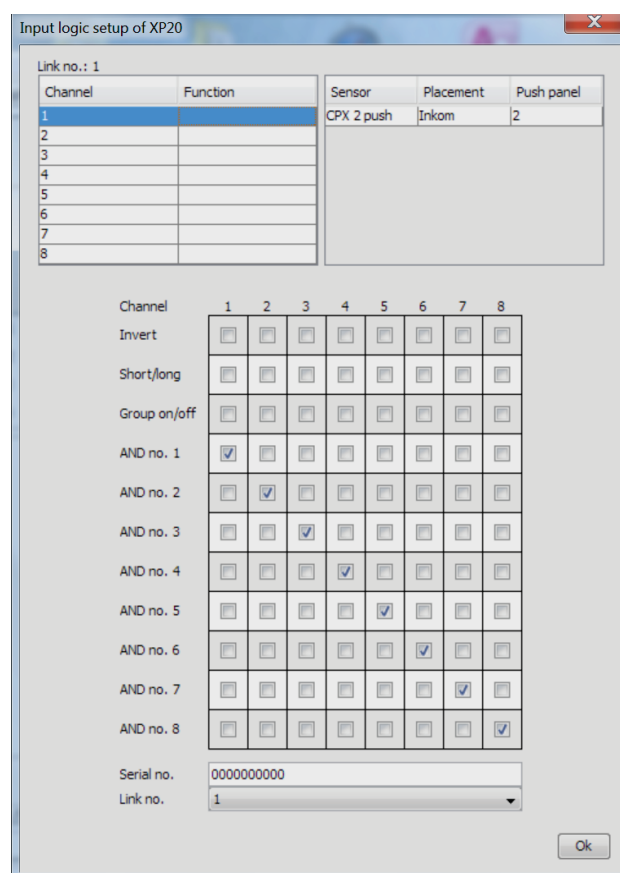 Input logic setup of XP20
Link no.: 1
Channel Function
1
2
3
4
5
6
7
8
Sensor Placement Push panel
CPX 2 push Inkom 2
Channel 1 2 3 4 5 6 7 8
Invert
Short/long
Group on/off
AND no. 1
AND no. 2
AND no. 3
AND no. 4
AND no. 5
AND no. 6
AND no. 7
AND no. 8
Serial no. 0000000000
Link no. 1
Ok